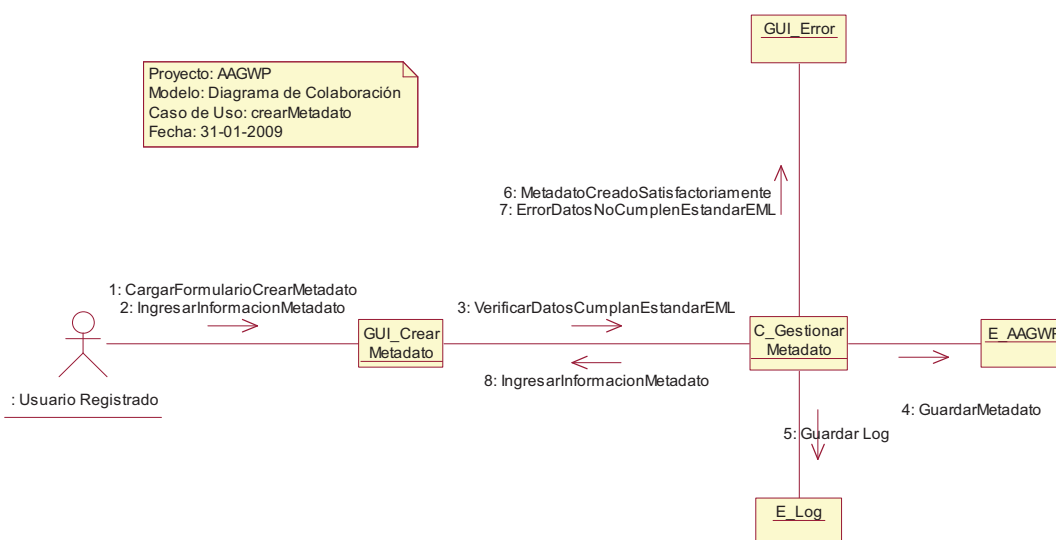 GUI_Error
Proyecto: AAGWP
Modelo: Diagrama de Colaboración
Caso de Uso: crearMetadato
Fecha: 31-01-2009
6: MetadatoCreadoSatisfactoriamente
7: ErrorDatosNoCumplenEstandarEML
1: CargarFormularioCrearMetadato
2: IngresarInformacionMetadato
3: VerificarDatosCumplanEstandarEML
GUI_Crear
Metadato
C_Gestionar
Metadato
E_AAGWP
8: IngresarInformacionMetadato
: Usuario Registrado
4: GuardarMetadato
5: Guardar Log
E_Log